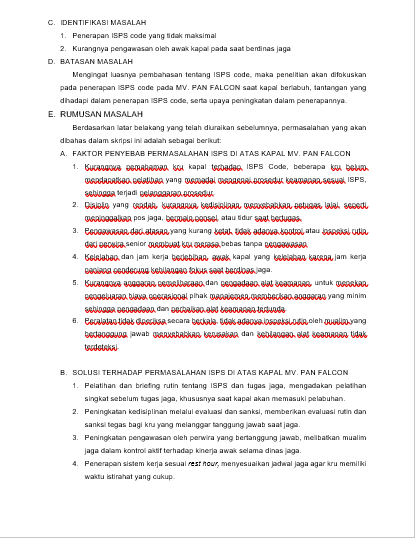 C. IDENTIFIKASI MASALAH
1. Penerapan ISPS code yang tidak maksimal
2. Kurangnya pengawasan oleh awak kapal pada saat berdinas jaga
D. BATASAN MASALAH
Mengingat luasnya pembahasan tentang ISPS code, maka penelitian akan difokuskan
pada penerapan ISPS code pada MV. PAN FALCON saat kapal berlabuh, tantangan yang
dihadapi dalam penerapan ISPS code, serta upaya peningkatan dalam penerapannya.
E. RUMUSAN MASALAH
Berdasarkan latar belakang yang telah diuraikan sebelumnya, permasalahan yang akan
dibahas dalam skripsi ini adalah sebagai berikut:
A. FAKTOR PENYEBAB PERMASALAHAN ISPS DI ATAS KAPAL MV. PAN FALCON
1. Kurangnya pemahaman kru kapal terhadap ISPS Code, beberapa kru belum
mendapatkan pelatihan yang memadai mengenai prosedur keamanan sesuai ISPS,
sehingga terjadi pelanggaran prosedur.
2. Disiplin yang rendah, kurangnya kedisiplinan menyebabkan petugas lalai, seperti
meninggalkan pos jaga, bermain ponsel, atau tidur saat bertugas.
3. Pengawasan dari atasan yang kurang ketat, tidak adanya kontrol atau inspeksi rutin
dari perwira senior membuat kru merasa bebas tanpa pengawasan.
4. Kelelahan dan jam kerja berlebihan, awak kapal yang kelelahan karena jam kerja
panjang cenderung kehilangan fokus saat berdinas jaga.
5. Kurangnya anggaran pemeliharaan dan pengadaan alat keamanan, untuk menekan
pengeluaran biaya operasional pihak manajemen memberikan anggaran yang minim
sehingga pengadaan dan perawatan alat keamanan tertunda.
6. Peralatan tidak diperiksa secara berkala, tidak adanya inspeksi rutin oleh mualim yang
bertanggung jawab menyebabkan kerusakan dan kehilangan alat keamanan tidak
terdeteksi.
B. SOLUSI TERHADAP PERMASALAHAN ISPS DI ATAS KAPAL MV. PAN FALCON
1. Pelatihan dan briefing rutin tentang ISPS dan tugas jaga, mengadakan pelatihan
singkat sebelum tugas jaga, khususnya saat kapal akan memasuki pelabuhan.
2. Peningkatan kedisiplinan melalui evaluasi dan sanksi, memberikan evaluasi rutin dan
sanksi tegas bagi kru yang melanggar tanggung jawab saat jaga.
3. Peningkatan pengawasan oleh perwira yang bertanggung jawab, melibatkan mualim
jaga dalam kontrol aktif terhadap kinerja awak selama dinas jaga.
4. Penerapan sistem kerja sesuai rest hour, menyesuaikan jadwal jaga agar kru memiliki
waktu istirahat yang cukup.